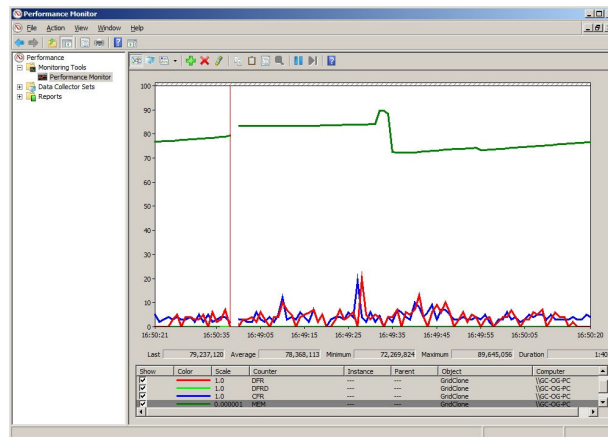 Performance Monitor
File Action View Window Help
Performance
Monitoring Tools
Performance Monitor
Data Collector Sets
Reports
100
90
80
70
60
50
40
30
20
10
0
16:50:21 16:50:35 16:49:05 16:49:15 16:49:25 16:49:35 16:49:45 16:49:55 16:50:05 16:50:20
Last 79,237,120 Average 78,368,113 Minimum 72,269,824 Maximum 89,645,056 Duration 1:40
Show Color Scale Counter Instance Parent Object Computer
1.0 DFR --- --- GridClone \\GC-OG-PC
1.0 DFRD --- --- GridClone \\GC-OG-PC
1.0 CFR --- --- GridClone \\GC-OG-PC
0.000001 MEM --- --- GridClone \\GC-OG-PC